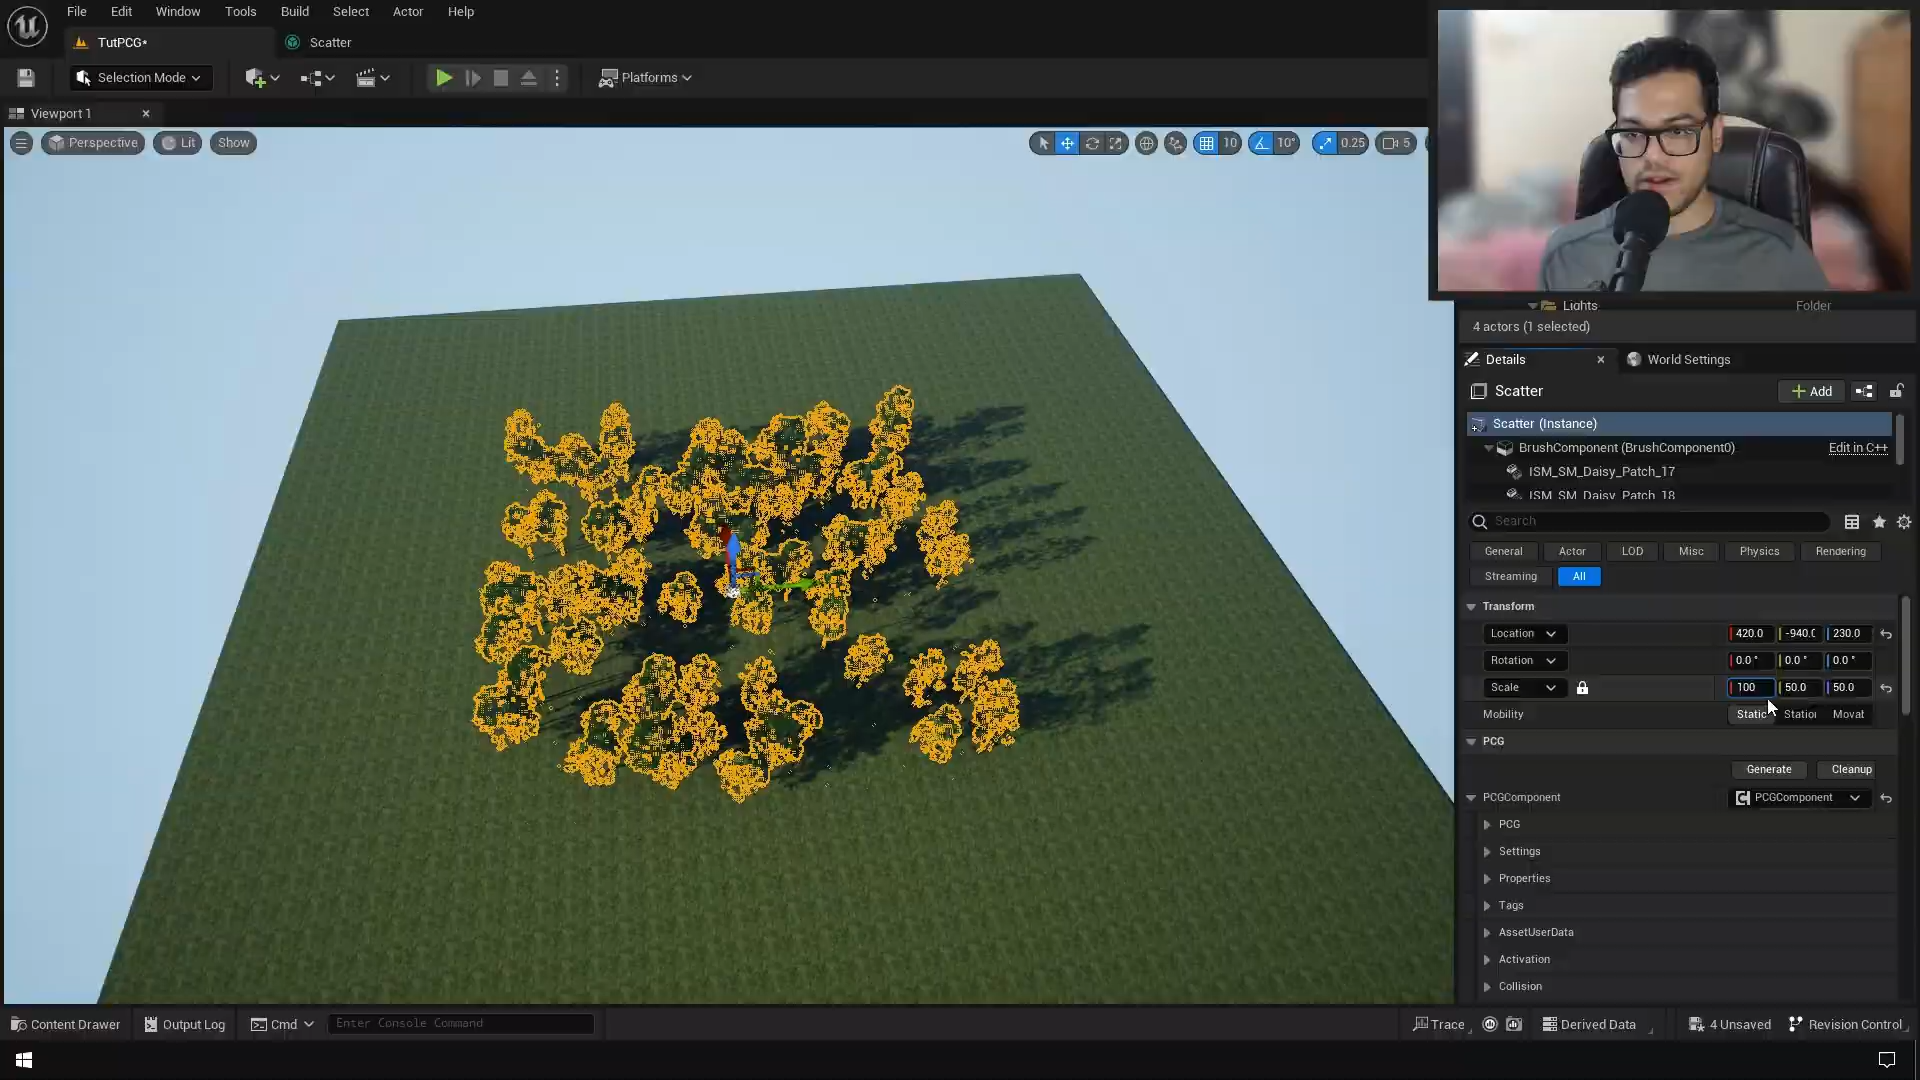 File Edit Window Tools Build Select Actor Help
TutPCG* Scatter
Selection Mode Platforms
Viewport 1
Perspective Lit Show 10 10° 0.25 5
Lights Folder
4 actors (1 selected)
Details World Settings
Scatter Add
Scatter (Instance)
BrushComponent (BrushComponent0) Edit in C++
ISM_SM_Daisy_Patch_17
ISM_SM_Daisy_Patch_18
Search
General Actor LOD Misc Physics Rendering
Streaming All
Transform
Location 420.0 -940.0 230.0
Rotation 0.0° 0.0° 0.0°
Scale 100 50.0 50.0
Mobility Static Station Movab
PCG
Generate Cleanup
PCGComponent PCGComponent
PCG
Settings
Properties
Tags
AssetUserData
Activation
Collision
Content Drawer Output Log Cmd Enter Console Command Trace Derived Data 4 Unsaved Revision Control